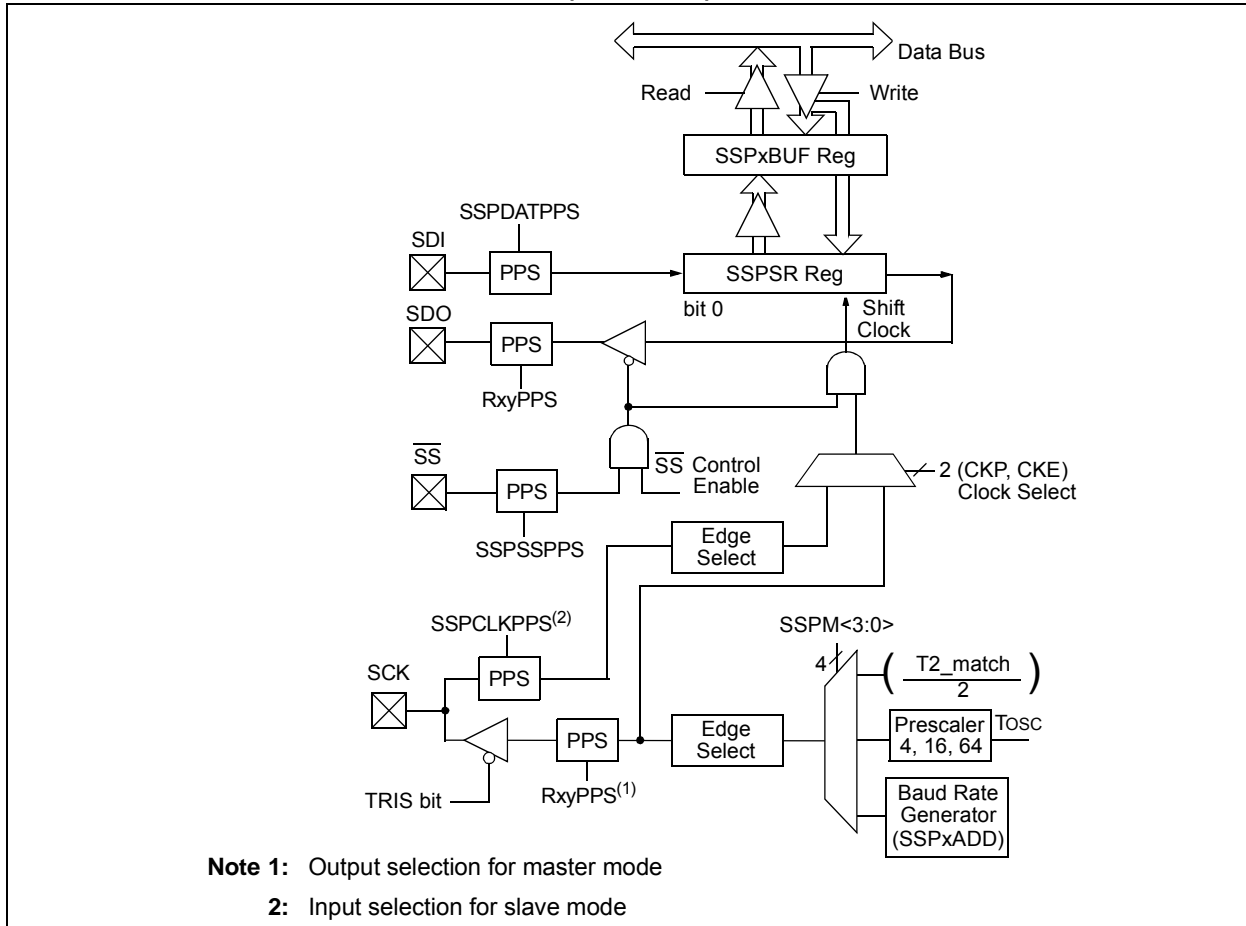 Data Bus
Read
Write
SSPxBUF Reg
SSPDATPPS
SDI
PPS
SSPSR Reg
bit 0
Shift
Clock
SDO
PPS
RxyPPS
SS
PPS
SS Control
Enable
2 (CKP, CKE)
Clock Select
SSPSSPPS
Edge
Select
SSPCLKPPS(2)
SSPM<3:0>
4
( T2_match
2 )
SCK
PPS
PPS
Edge
Select
Prescaler
4, 16, 64
TOSC
TRIS bit
RxyPPS(1)
Baud Rate
Generator
(SSPxADD)
Note 1: Output selection for master mode
2: Input selection for slave mode